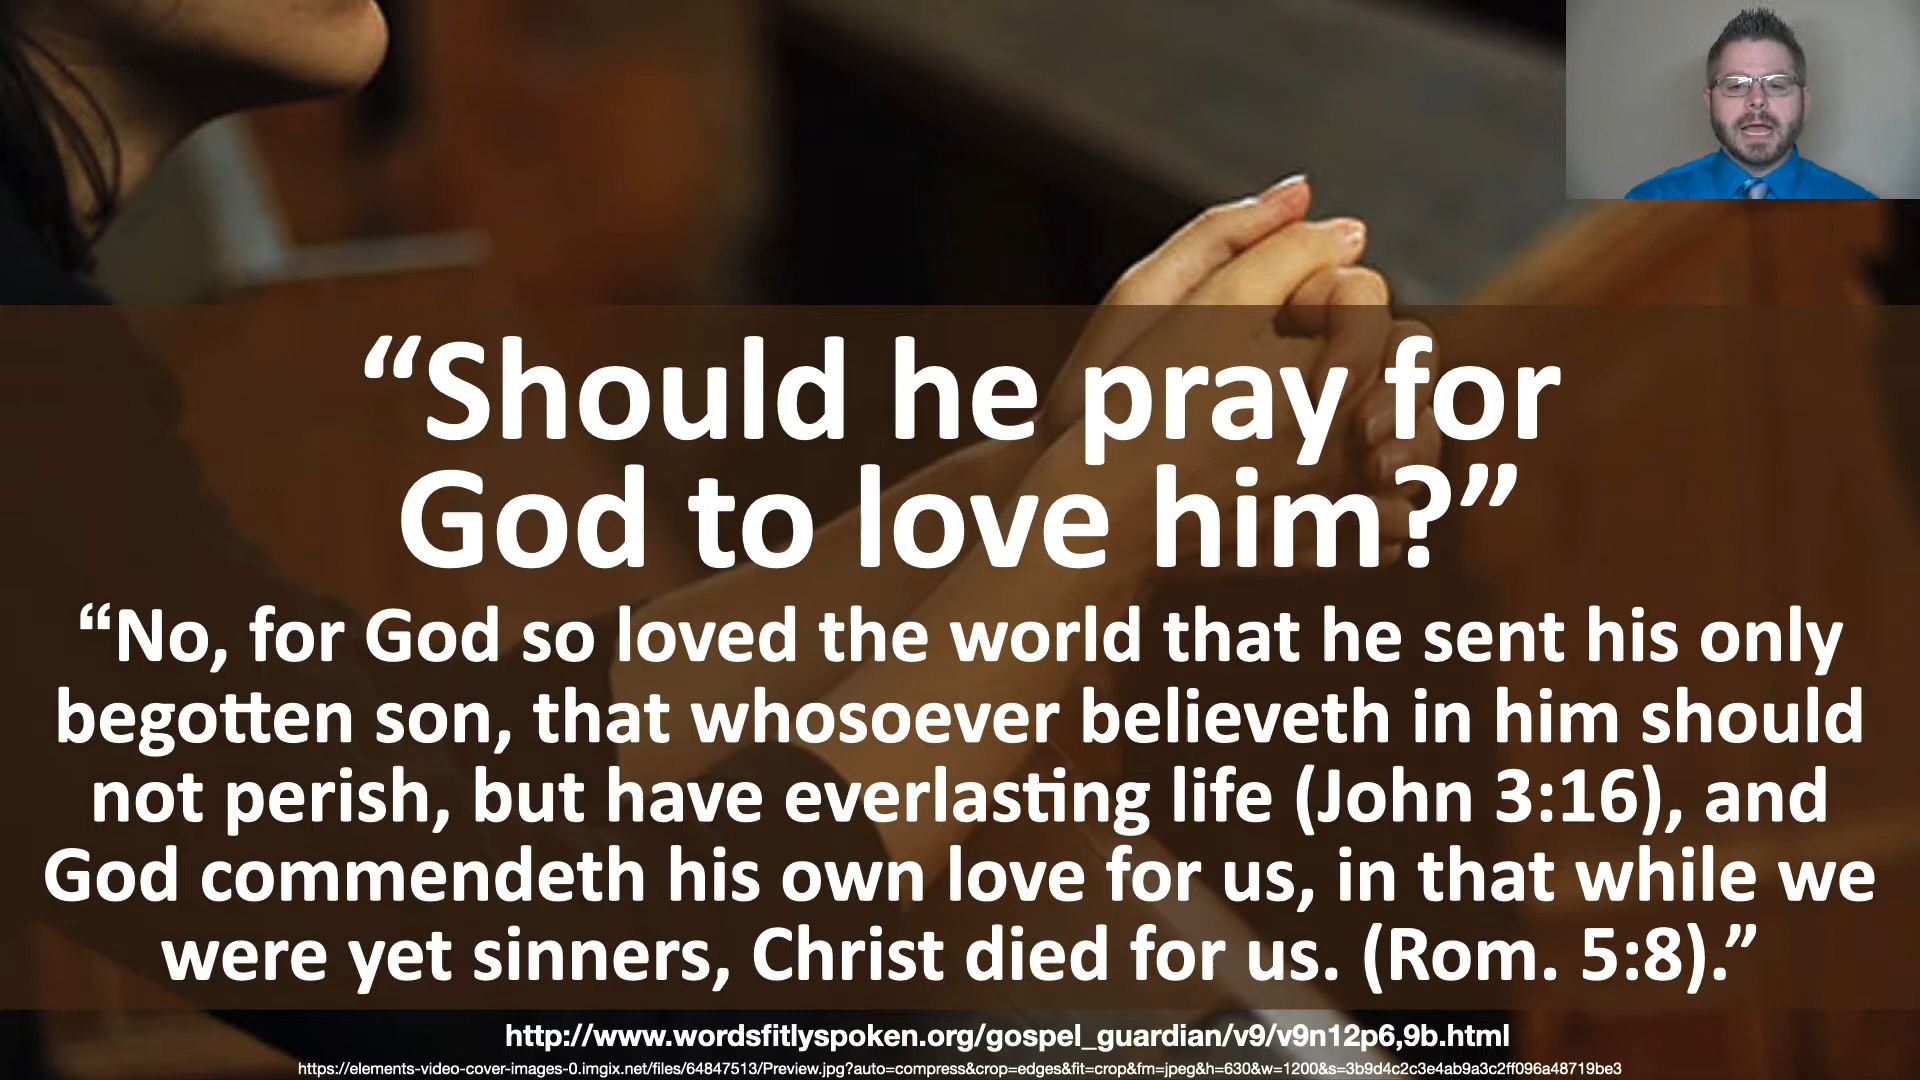 “Should he pray for
God to love him?”
“No, for God so loved the world that he sent his only
begotten son, that whosoever believeth in him should
not perish, but have everlasting life (John 3:16), and
God commendeth his own love for us, in that while we
were yet sinners, Christ died for us. (Rom. 5:8).”
http://www.wordsfitlyspoken.org/gospel_guardian/v9/v9n12p6,9b.html
https://elements-video-cover-images-0.imgix.net/files/64847513/Preview.jpg?auto=compress&crop=edges&fit=crop&fm=jpeg&h=630&w=1200&s=3b9d4c2c3e4ab9a3c2ff096a48719be3